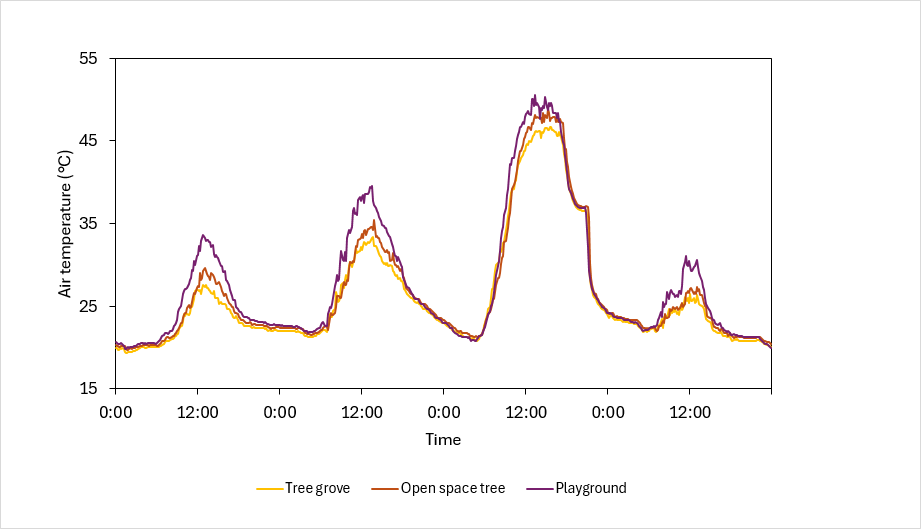 55
45
35
25
15
Air temperature (°C)
0:00 12:00 0:00 12:00 0:00 12:00 0:00 12:00
Time
Tree grove Open space tree Playground